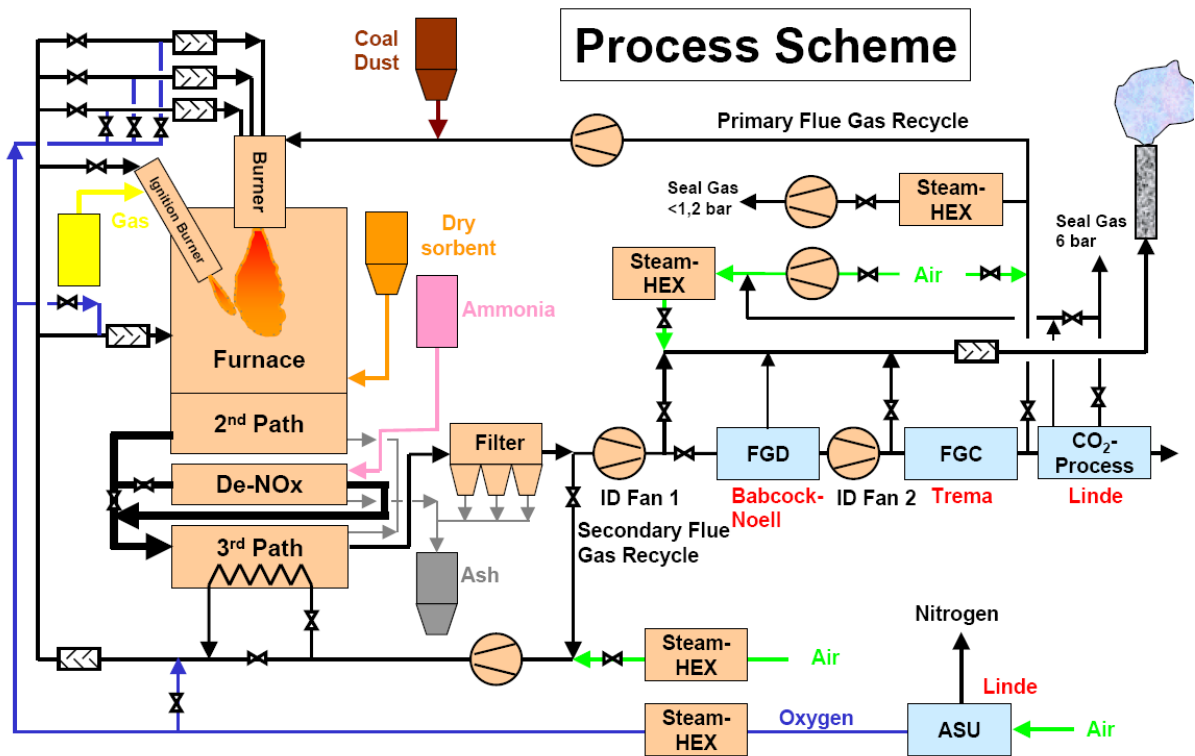 Process Scheme
Coal
Dust
Primary Flue Gas Recycle
Burner
Ignition Burner
Gas
Dry
sorbent
Seal Gas
<1,2 bar
Steam-
HEX
Seal Gas
6 bar
Steam-
HEX
Air
Ammonia
Furnace
2nd Path
Filter
De-NOx
ID Fan 1
FGD
Babcock-
Noell
ID Fan 2
FGC
Trema
CO2-
Process
Linde
Secondary Flue
Gas Recycle
3rd Path
Ash
Nitrogen
Steam-
HEX
Air
Linde
Oxygen
Steam-
HEX
ASU
Air